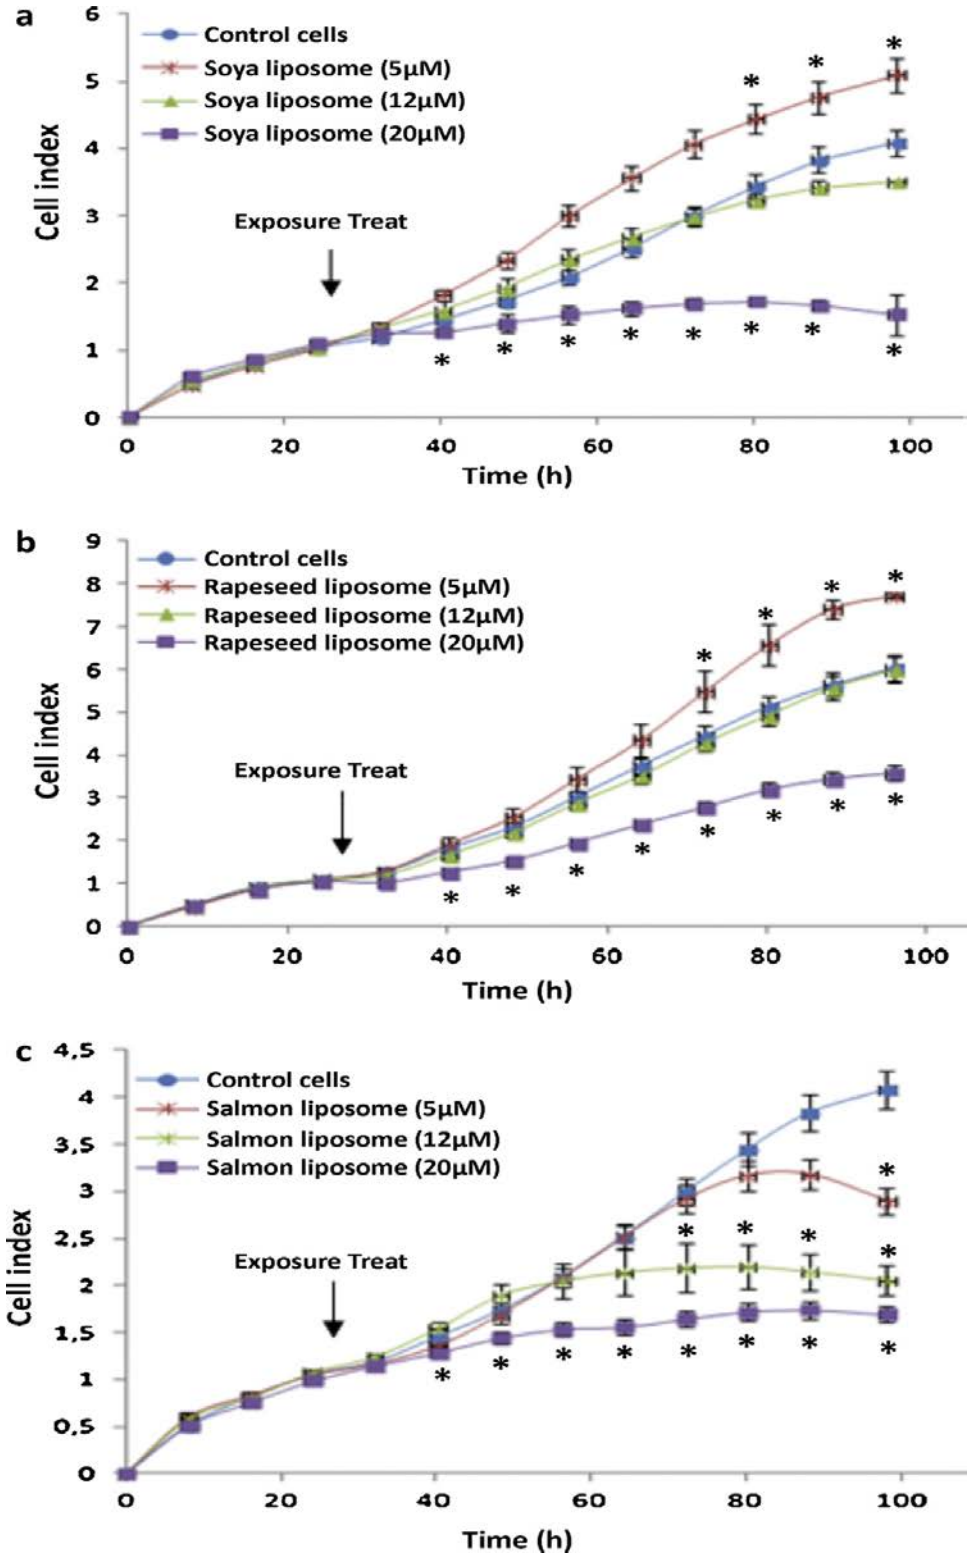 a
6
5
4
3
2
1
0
Cell index
Control cells
Soya liposome (5µM)
Soya liposome (12µM)
Soya liposome (20µM)
Exposure Treat
* * *
* * * * * * * *
0 20 40 60 80 100
Time (h)
b
9
8
7
6
5
4
3
2
1
0
Cell index
Control cells
Rapeseed liposome (5µM)
Rapeseed liposome (12µM)
Rapeseed liposome (20µM)
Exposure Treat
* * * *
* * * * * * * *
0 20 40 60 80 100
Time (h)
c
4,5
4
3,5
3
2,5
2
1,5
1
0,5
0
Cell index
Control cells
Salmon liposome (5µM)
Salmon liposome (12µM)
Salmon liposome (20µM)
Exposure Treat
*
* * * *
* * * * * * * *
0 20 40 60 80 100
Time (h)